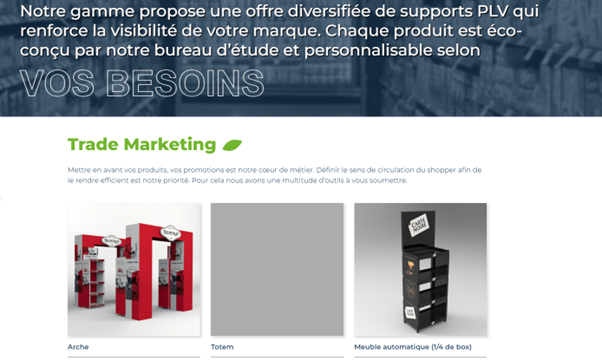 Notre gamme propose une offre diversifiée de supports PLV qui
renforce la visibilité de votre marque. Chaque produit est éco-
conçu par notre bureau d'étude et personnalisable selon
VOS BESOINS
Trade Marketing
Mettre en avant vos produits, vos promotions est notre cœur de métier. Définir le sens de circulation du shopper afin de
le rendre efficient est notre priorité. Pour cela nous avons une multitude d'outils à vous soumettre.
CARTE
NOIRE
Arche
Totem
Meuble automatique (1/4 de box)